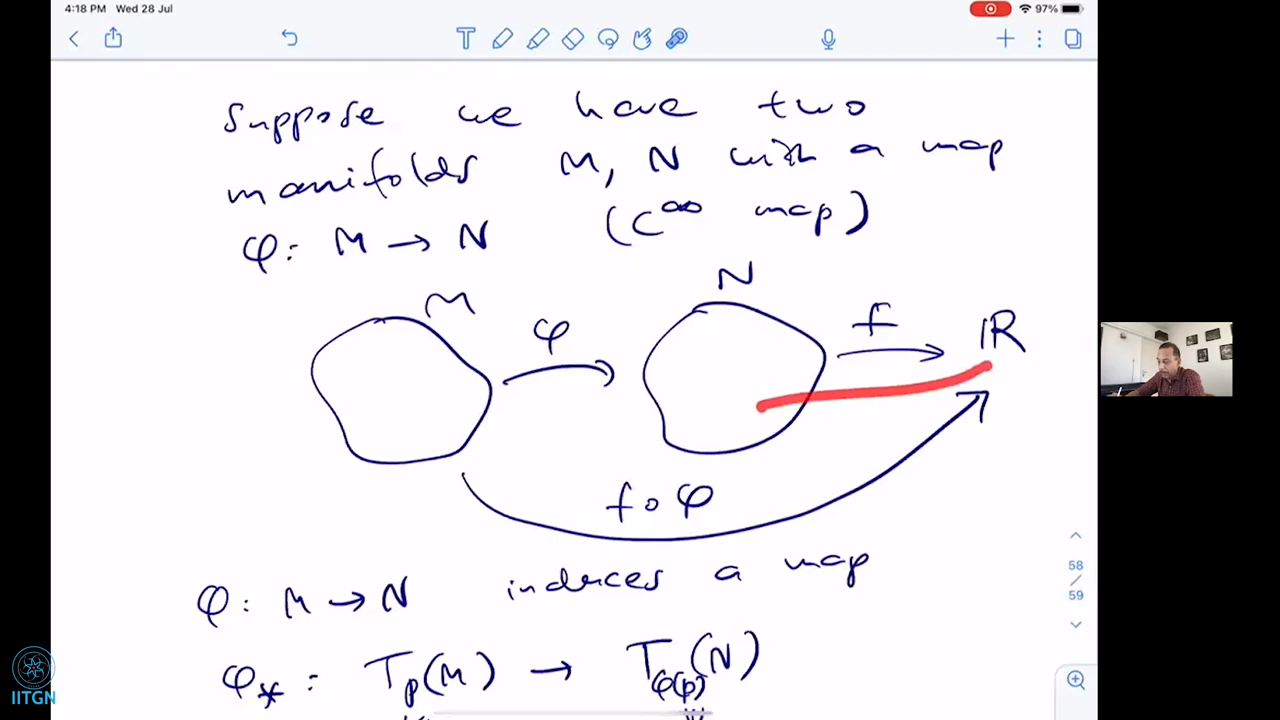 4:18 PM Wed 28 Jul
97%
T
Suppose we have two
manifolds M, N with a map
φ: M → N (C^∞ map)
M
N
φ
f
IR
f ∘ φ
φ: M → N induces a map
φ_* : T_p(M) → T_φ(p)(N)
58
/
59
IITGN